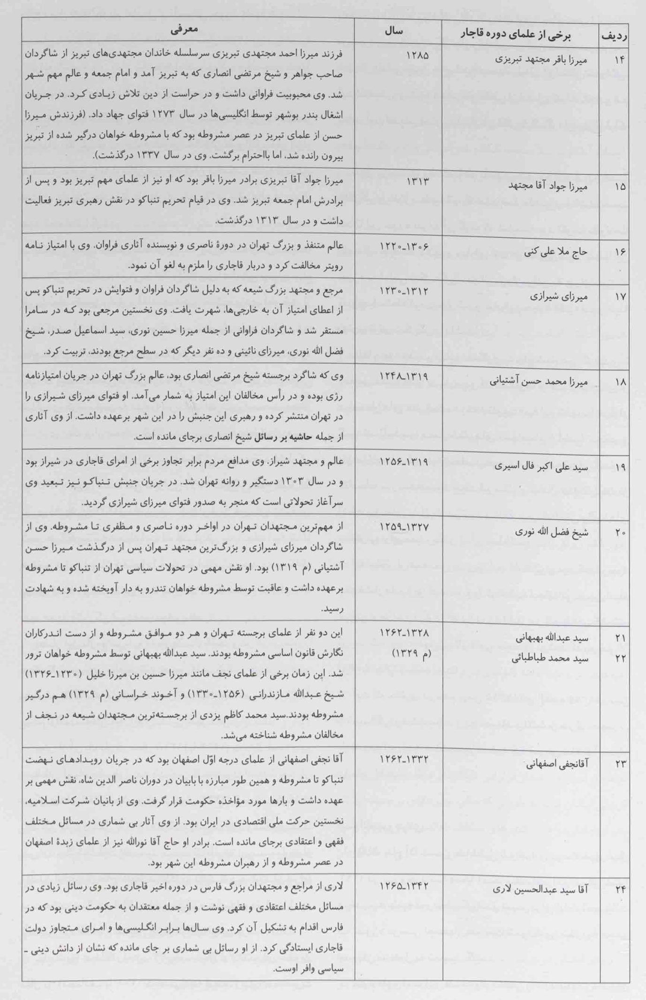 ردیف برخی از علمای دوره قاجار سال معرفی
۱۴ میرزا باقر مجتهد تبریزی ۱۲۸۵ فرزند میرزا احمد مجتهدی تبریزی سرسلسله خاندان مجتهدی‌های تبریز از شاگردان
صاحب جواهر و شیخ مرتضی انصاری که به تبریز آمد و امام جمعه و عالم مهم شهر
شد. وی محبوبیت فراوانی داشت و در حراست از دین تلاش زیادی کرد. در جریان
اشغال بندر بوشهر توسط انگلیسی‌ها در سال ۱۲۷۳ فتوای جهاد داد. (فرزندش میرزا
حسن از علمای تبریز در عصر مشروطه بود که با مشروطه خواهان درگیر شده از تبریز
بیرون رانده شد، اما بااحترام برگشت. وی در سال ۱۳۳۷ درگذشت).
۱۵ میرزا جواد آقا مجتهد ۱۳۱۳ میرزا جواد آقا تبریزی برادر میرزا باقر بود که او نیز از علمای مهم تبریز بود و پس از
برادرش امام جمعه تبریز شد. وی در قیام تحریم تنباکو در نقش رهبری تبریز فعالیت
داشت و در سال ۱۳۱۳ درگذشت.
۱۶ حاج ملا علی کنی ۱۲۲۰ـ۱۳۰۶ عالم متنفذ و بزرگ تهران در دورهٔ ناصری و نویسنده آثاری فراوان. وی با امتیاز نامه
رویتر مخالفت کرد و دربار قاجاری را ملزم به لغو آن نمود.
۱۷ میرزای شیرازی ۱۲۳۰ـ۱۳۱۲ مرجع و مجتهد بزرگ شیعه که به دلیل شاگردان فراوان و فتوایش در تحریم تنباکو پس
از اعطای امتیاز آن به خارجی‌ها، شهرت یافت. وی نخستین مرجعی بود که در سامرا
مستقر شد و شاگردان فراوانی از جمله میرزا حسین نوری، سید اسماعیل صدر، شیخ
فضل الله نوری، میرزای نائینی و ده نفر دیگر که در سطح مرجع بودند، تربیت کرد.
۱۸ میرزا محمد حسن آشتیانی ۱۲۴۸ـ۱۳۱۹ وی که شاگرد برجسته شیخ مرتضی انصاری بود، عالم بزرگ تهران در جریان امتیازنامه
رژی بوده و در رأس مخالفان این امتیاز به شمار می‌آمد. او فتوای میرزای شیرازی را
در تهران منتشر کرده و رهبری این جنبش را در این شهر برعهده داشت. از وی آثاری
از جمله حاشیه بر رسائل شیخ انصاری برجای مانده است.
۱۹ سید علی اکبر فال اسیری ۱۲۵۶ـ۱۳۱۹ عالم و مجتهد شیراز. وی مدافع مردم برابر تجاوز برخی از امرای قاجاری در شیراز بود
و در سال ۱۳۰۳ دستگیر و روانه تهران شد. در جریان جنبش تنباکو نیز تبعید وی
سرآغاز تحولاتی است که منجر به صدور فتوای میرزای شیرازی گردید.
۲۰ شیخ فضل الله نوری ۱۲۵۹ـ۱۳۲۷ از مهم‌ترین مجتهدان تهران در اواخر دوره ناصری و مظفری تا مشروطه. وی از
شاگردان میرزای شیرازی و بزرگ‌ترین مجتهد تهران پس از درگذشت میرزا حسن
آشتیانی (م ۱۳۱۹) بود. او نقش مهمی در تحولات سیاسی تهران از تنباکو تا مشروطه
برعهده داشت و عاقبت توسط مشروطه خواهان تندرو به دار آویخته شده و به شهادت
رسید.
۲۱ سید عبدالله بهبهانی ۱۲۶۲ـ۱۳۲۸ این دو نفر از علمای برجسته تهران و هر دو موافق مشروطه و از دست اندرکاران
۲۲ سید محمد طباطبائی (م ۱۳۲۹) نگارش قانون اساسی مشروطه بودند. سید عبدالله بهبهانی توسط مشروطه خواهان ترور
شد. این زمان برخی از علمای نجف مانند میرزا حسین بن میرزا خلیل (۱۲۳۰ـ۱۳۲۶)
شیخ عبدالله مازندرانی (۱۲۵۶ـ۱۳۳۰) و آخوند خراسانی (م ۱۳۲۹) هم درگیر
مشروطه بودند.سید محمد کاظم یزدی از برجسته‌ترین مجتهدان شیعه در نجف از
مخالفان مشروطه شناخته می‌شد.
۲۳ آقانجفی اصفهانی ۱۲۶۲ـ۱۳۳۲ آقا نجفی اصفهانی از علمای درجه اوّل اصفهان بود که در جریان رویدادهای نهضت
تنباکو تا مشروطه و همین طور مبارزه با بابیان در دوران ناصر الدین شاه، نقش مهمی بر
عهده داشت و بارها مورد مؤاخذه حکومت قرار گرفت. وی از بانیان شرکت اسلامیه،
نخستین حرکت ملی اقتصادی در ایران بود. از وی آثار بی شماری در مسائل مختلف
فقهی و اعتقادی برجای مانده است. برادر او حاج آقا نورالله نیز از علمای زبدهٔ اصفهان
در عصر مشروطه و از رهبران مشروطه این شهر بود.
۲۴ آقا سید عبدالحسین لاری ۱۲۶۵ـ۱۳۴۲ لاری از مراجع و مجتهدان بزرگ فارس در دوره اخیر قاجاری بود. وی رسائل زیادی در
مسائل مختلف اعتقادی و فقهی نوشت و از جمله معتقدان به حکومت دینی بود که در
فارس اقدام به تشکیل آن کرد. وی سال‌ها برابر انگلیسی‌ها و امرای متجاوز دولت
قاجاری ایستادگی کرد. از او رسائل بی شماری بر جای مانده که نشان از دانش دینی ـ
سیاسی وافر اوست.